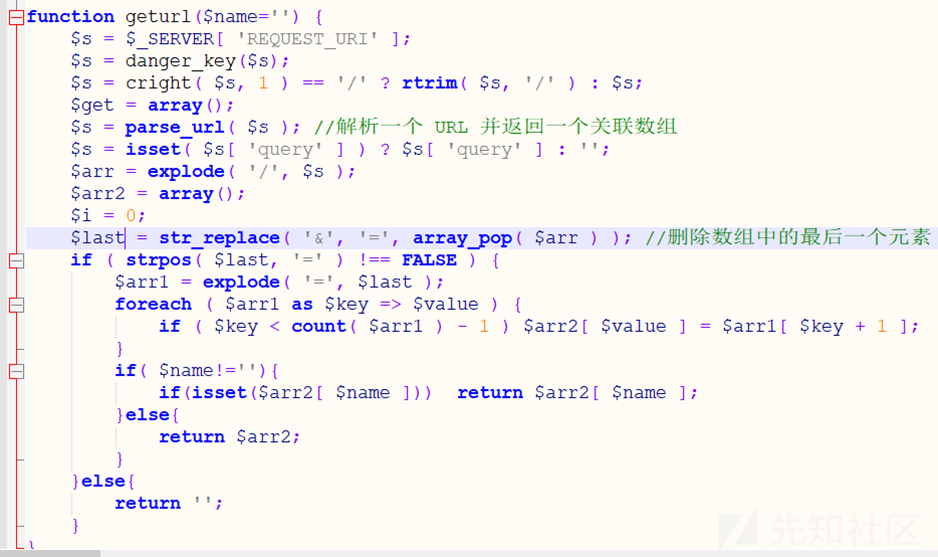 function geturl($name='') {
$s = $_SERVER[ 'REQUEST_URI' ];
$s = danger_key($s);
$s = cright( $s, 1 ) == '/' ? rtrim( $s, '/' ) : $s;
$get = array();
$s = parse_url( $s ); //解析一个 URL 并返回一个关联数组
$s = isset( $s[ 'query' ] ) ? $s[ 'query' ] : '';
$arr = explode( '/', $s );
$arr2 = array();
$i = 0;
$last = str_replace( '&', '=', array_pop( $arr ) ); //删除数组中的最后一个元素
if ( strpos( $last, '=' ) !== FALSE ) {
$arr1 = explode( '=', $last );
foreach ( $arr1 as $key => $value ) {
if ( $key < count( $arr1 ) - 1 ) $arr2[ $value ] = $arr1[ $key + 1 ];
}
if( $name!=''){
if(isset($arr2[ $name ])) return $arr2[ $name ];
}else{
return $arr2;
}
}else{
return '';
}
}
先知社区